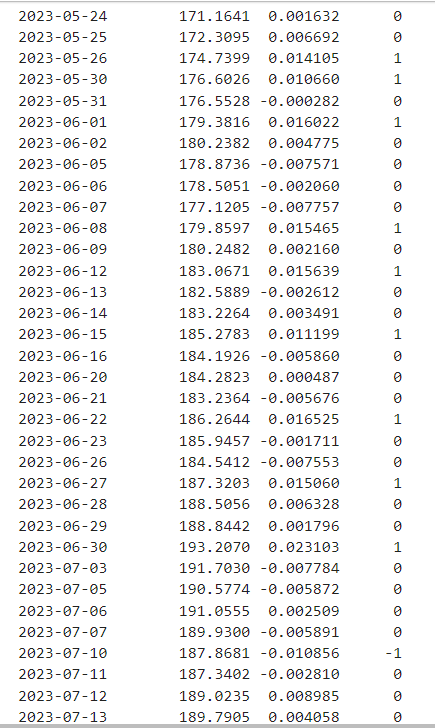 2023-05-24 171.1641 0.001632 0
2023-05-25 172.3095 0.006692 0
2023-05-26 174.7399 0.014105 1
2023-05-30 176.6026 0.010660 1
2023-05-31 176.5528 -0.000282 0
2023-06-01 179.3816 0.016022 1
2023-06-02 180.2382 0.004775 0
2023-06-05 178.8736 -0.007571 0
2023-06-06 178.5051 -0.002060 0
2023-06-07 177.1205 -0.007757 0
2023-06-08 179.8597 0.015465 1
2023-06-09 180.2482 0.002160 0
2023-06-12 183.0671 0.015639 1
2023-06-13 182.5889 -0.002612 0
2023-06-14 183.2264 0.003491 0
2023-06-15 185.2783 0.011199 1
2023-06-16 184.1926 -0.005860 0
2023-06-20 184.2823 0.000487 0
2023-06-21 183.2364 -0.005676 0
2023-06-22 186.2644 0.016525 1
2023-06-23 185.9457 -0.001711 0
2023-06-26 184.5412 -0.007553 0
2023-06-27 187.3203 0.015060 1
2023-06-28 188.5056 0.006328 0
2023-06-29 188.8442 0.001796 0
2023-06-30 193.2070 0.023103 1
2023-07-03 191.7030 -0.007784 0
2023-07-05 190.5774 -0.005872 0
2023-07-06 191.0555 0.002509 0
2023-07-07 189.9300 -0.005891 0
2023-07-10 187.8681 -0.010856 -1
2023-07-11 187.3402 -0.002810 0
2023-07-12 189.0235 0.008985 0
2023-07-13 189.7905 0.004058 0